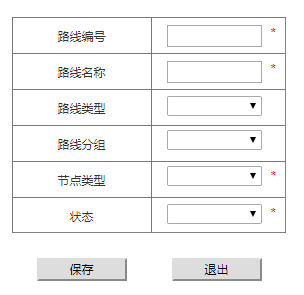 路线编号 *
路线名称 *
路线类型
路线分组
节点类型 *
状态 *
保存 退出